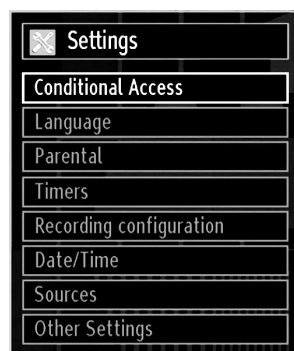 Settings
Conditional Access
Language
Parental
Timers
Recording configuration
Date/Time
Sources
Other Settings